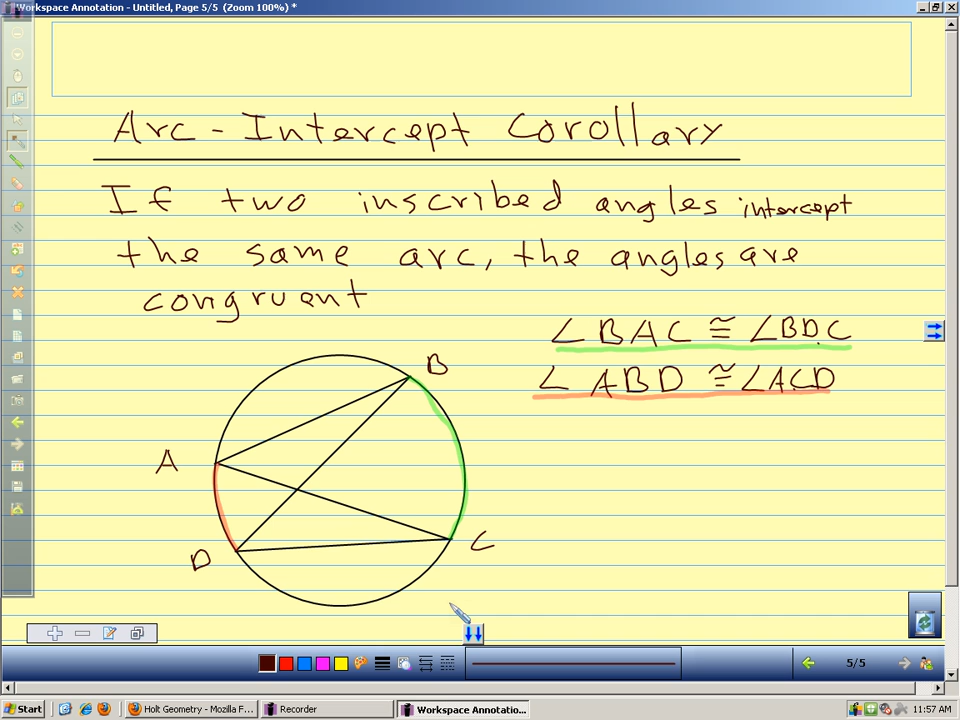 Workspace Annotation - Untitled, Page 5/5 (Zoom 100%) *
Arc - Intercept Corollary
If two inscribed angles intercept
the same arc, the angles are
congruent
∠BAC ≅ ∠BDC
∠ABD ≅ ∠ACD
B
A
D
C
5/5
Start
Holt Geometry - Mozilla F...
Recorder
Workspace Annotatio...
11:57 AM